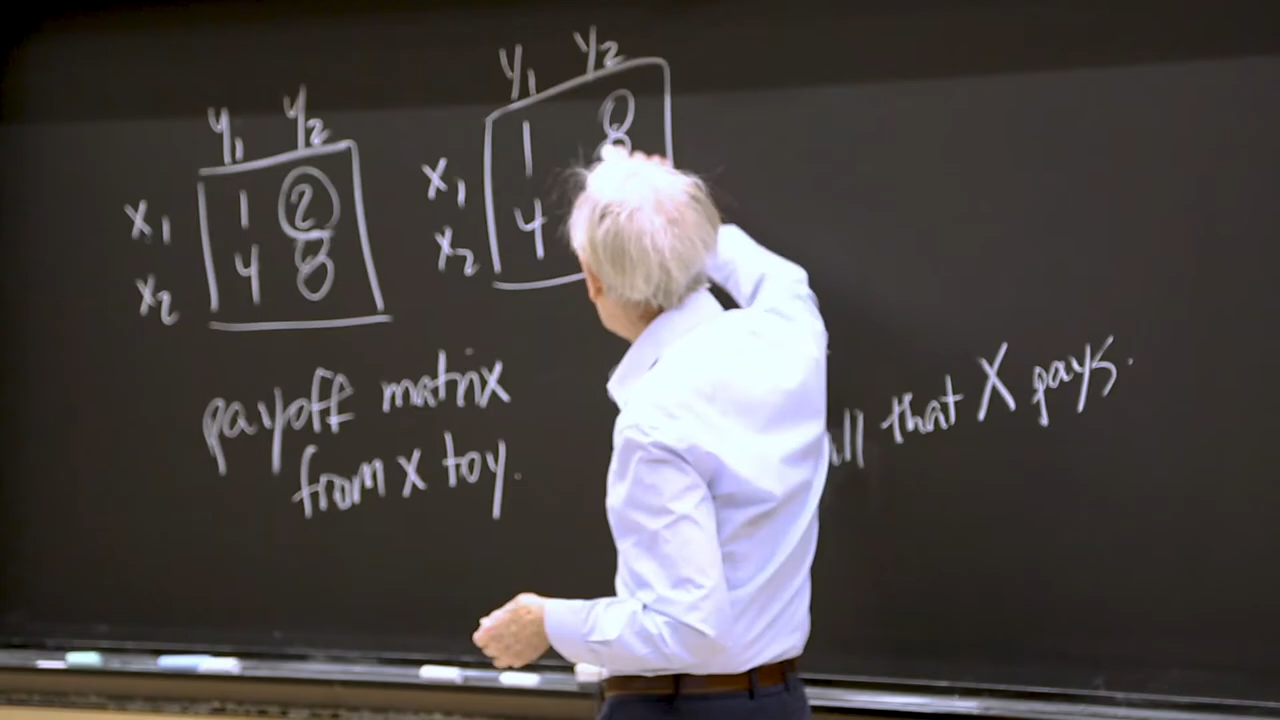 y1 y2
x1 1 2
x2 4 8
payoff matrix
from x to y.
y1 y2
x1 1
x2 4
all that X pays.